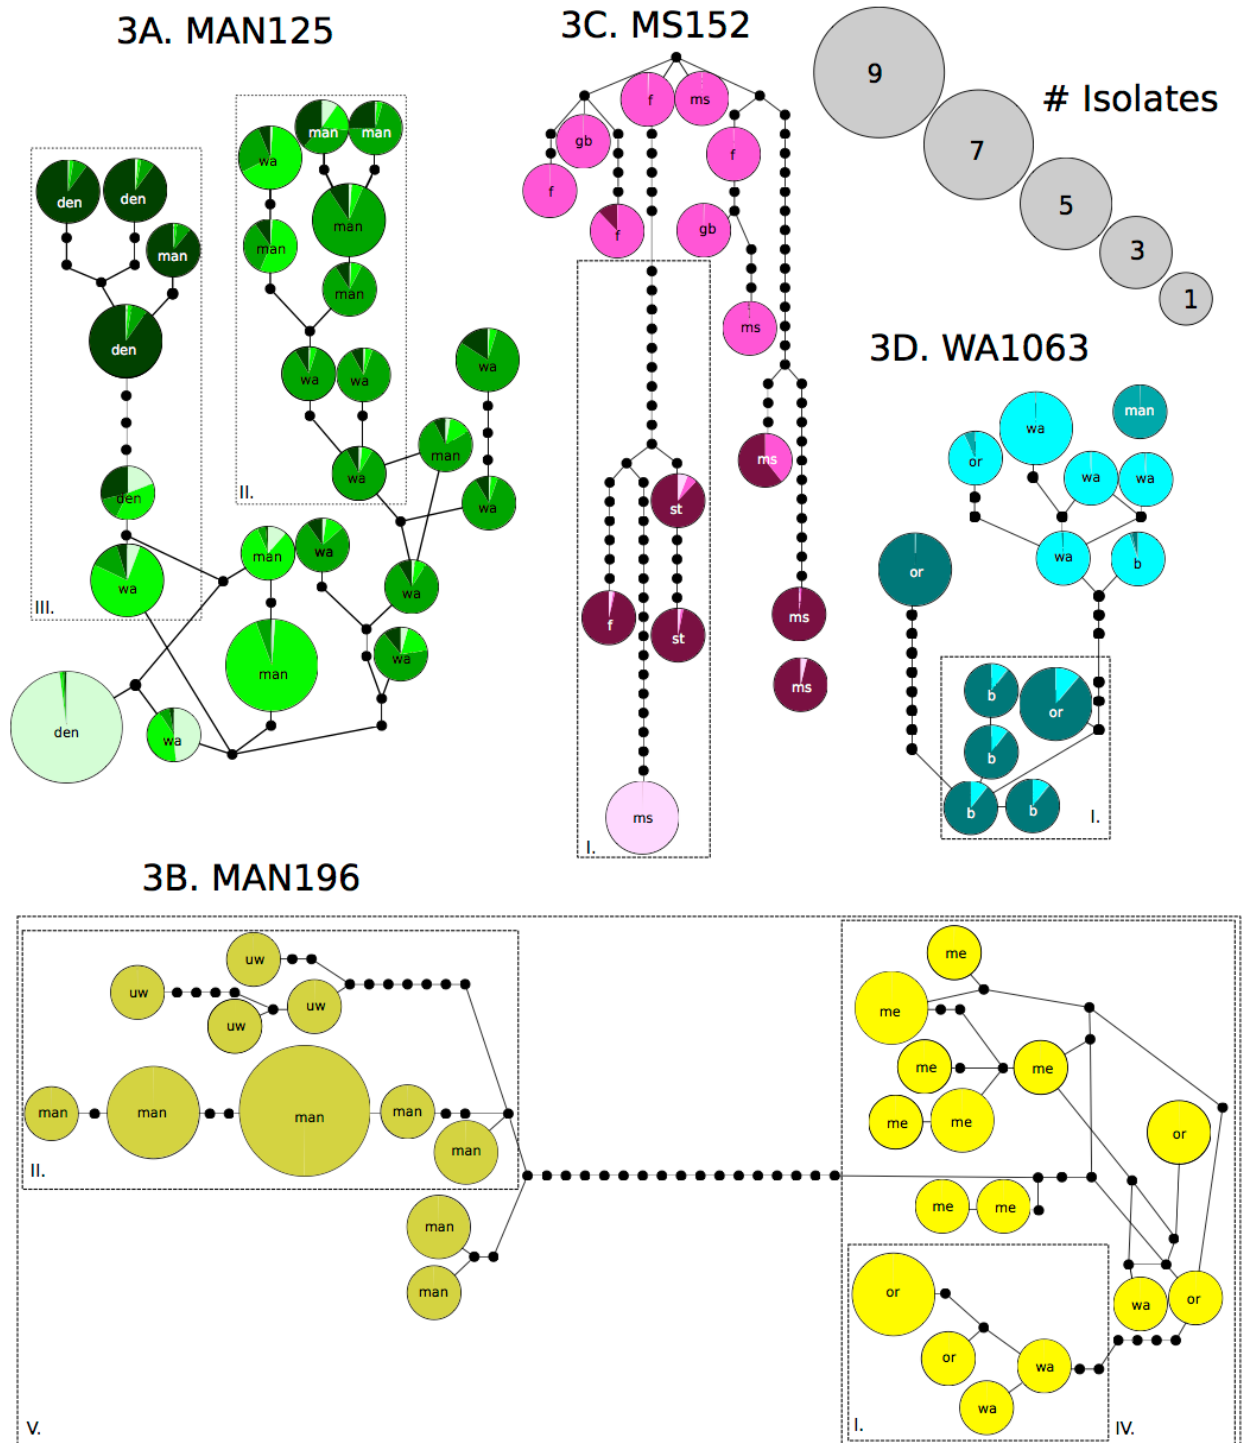 3A. MAN125
3C. MS152
9
7
5
3
1
# Isolates
3D. WA1063
den
den
man
den
den
wa
III.
wa
man
man
man
man
man
wa
wa
wa
II.
man
wa
wa
man
wa
wa
wa
man
den
wa
f
ms
gb
f
f
f
gb
ms
ms
st
f
st
ms
ms
ms
I.
wa
man
or
wa
wa
wa
b
or
b
or
b
b
b
I.
3B. MAN196
uw
uw
uw
uw
man
man
man
man
man
II.
man
man
me
me
me
me
me
me
me
me
or
wa
or
or
or
wa
wa
I.
IV.
V.